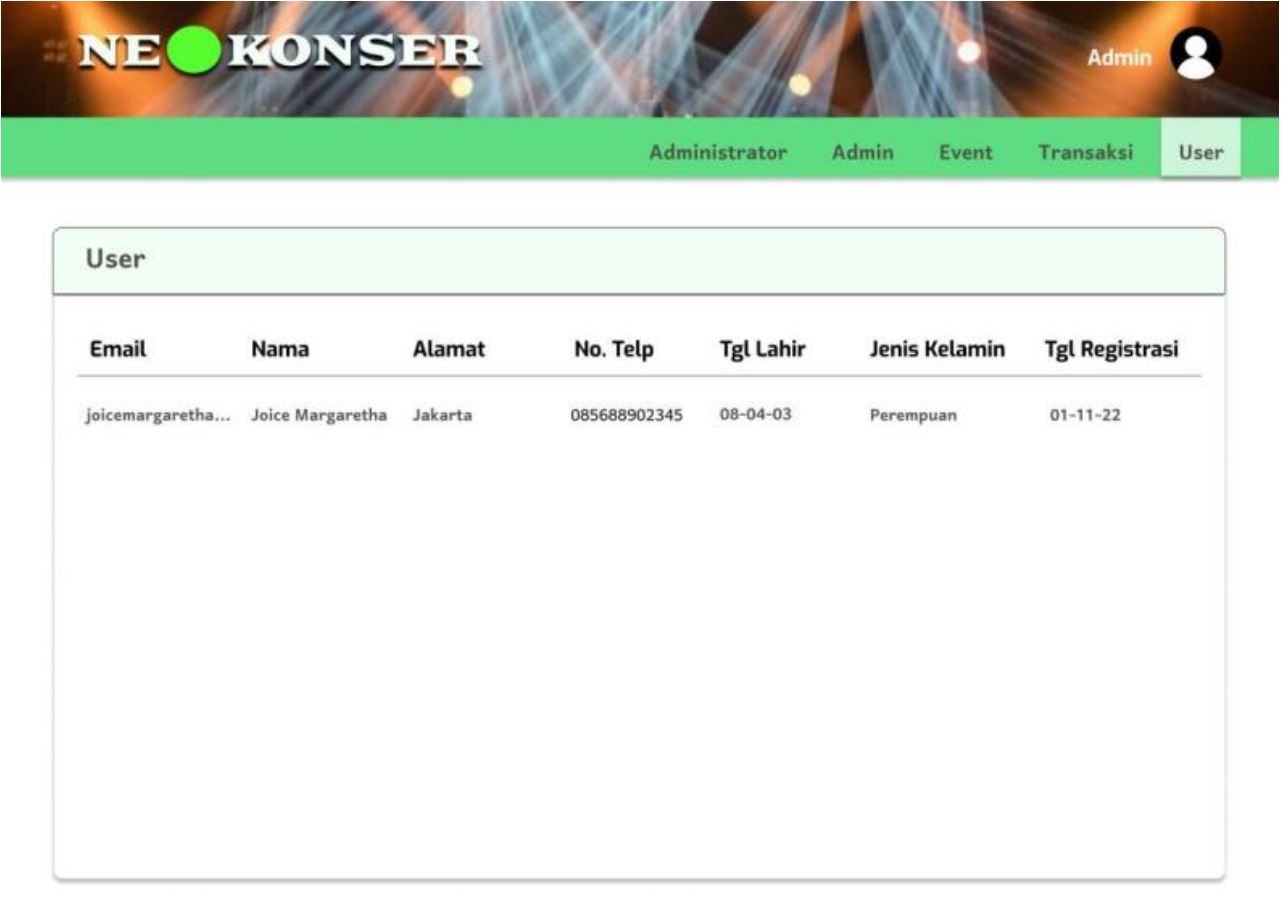 NE KONSER
Admin
Administrator Admin Event Transaksi User
User
Email Nama Alamat No. Telp Tgl Lahir Jenis Kelamin Tgl Registrasi
joicemargaretha... Joice Margaretha Jakarta 085688902345 08-04-03 Perempuan 01-11-22